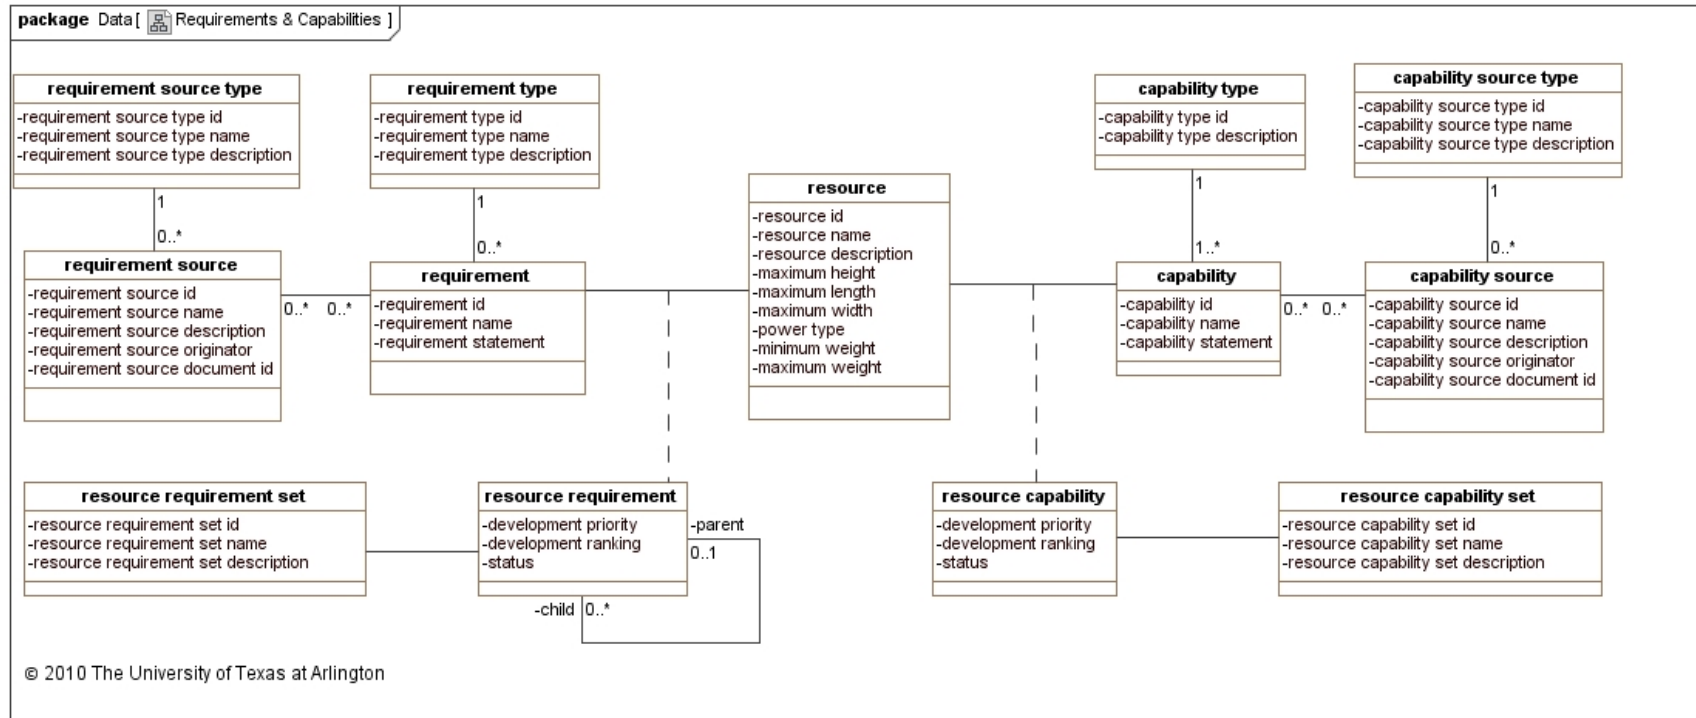 package Data [ Requirements & Capabilities ]
requirement source type
-requirement source type id
-requirement source type name
-requirement source type description
1
0..*
requirement type
-requirement type id
-requirement type name
-requirement type description
1
0..*
capability type
-capability type id
-capability type description
1
1..*
capability source type
-capability source type id
-capability source type name
-capability source type description
1
0..*
requirement source
-requirement source id
-requirement source name
-requirement source description
-requirement source originator
-requirement source document id
0..* 0..*
requirement
-requirement id
-requirement name
-requirement statement
resource
-resource id
-resource name
-resource description
-maximum height
-maximum length
-maximum width
-power type
-minimum weight
-maximum weight
capability
-capability id
-capability name
-capability statement
0..* 0..*
capability source
-capability source id
-capability source name
-capability source description
-capability source originator
-capability source document id
resource requirement set
-resource requirement set id
-resource requirement set name
-resource requirement set description
resource requirement
-development priority
-development ranking
-status
-parent
0..1
-child 0..*
resource capability
-development priority
-development ranking
-status
resource capability set
-resource capability set id
-resource capability set name
-resource capability set description
© 2010 The University of Texas at Arlington